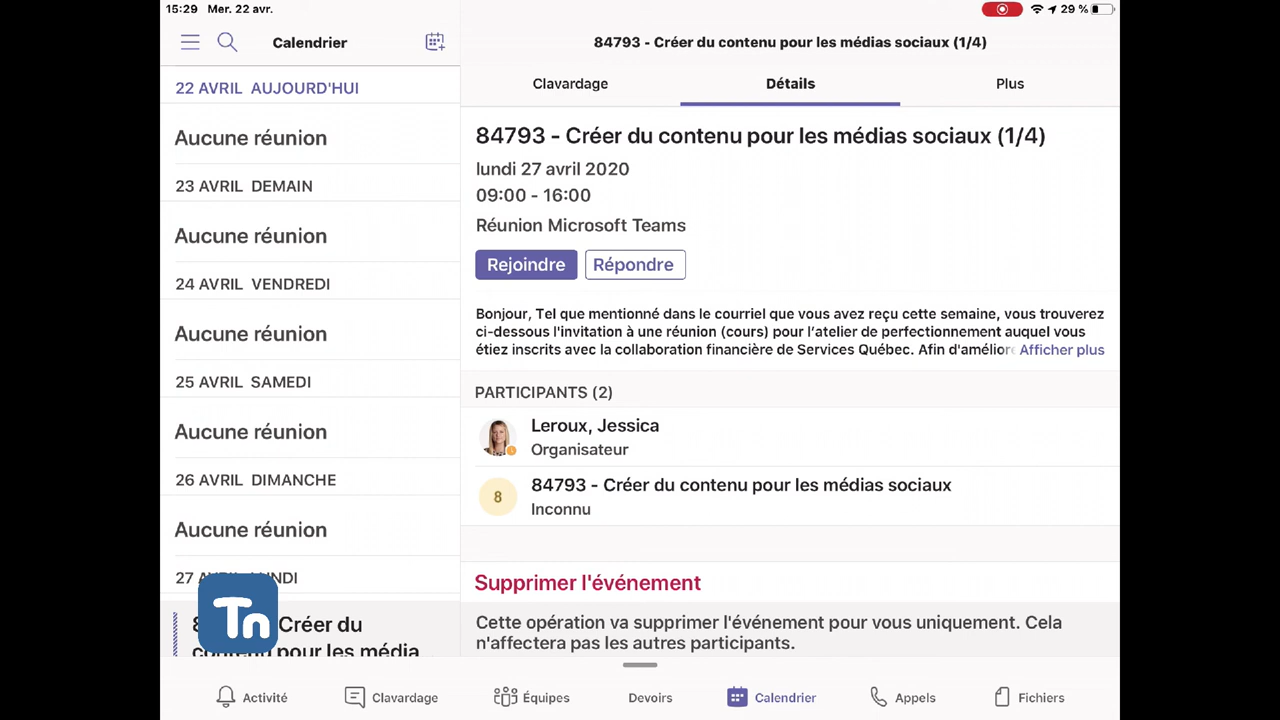 15:29 Mer. 22 avr.
29 %
Calendrier
22 AVRIL AUJOURD'HUI
Aucune réunion
23 AVRIL DEMAIN
Aucune réunion
24 AVRIL VENDREDI
Aucune réunion
25 AVRIL SAMEDI
Aucune réunion
26 AVRIL DIMANCHE
Aucune réunion
27
Créer du
pour les média...
Tn
84793 - Créer du contenu pour les médias sociaux (1/4)
Clavardage
Détails
Plus
84793 - Créer du contenu pour les médias sociaux (1/4)
lundi 27 avril 2020
09:00 - 16:00
Réunion Microsoft Teams
Rejoindre
Répondre
Bonjour, Tel que mentionné dans le courriel que vous avez reçu cette semaine, vous trouverez
ci-dessous l'invitation à une réunion (cours) pour l'atelier de perfectionnement auquel vous
étiez inscrits avec la collaboration financière de Services Québec. Afin d'amélior Afficher plus
PARTICIPANTS (2)
Leroux, Jessica
Organisateur
8
84793 - Créer du contenu pour les médias sociaux
Inconnu
Supprimer l'événement
Cette opération va supprimer l'événement pour vous uniquement. Cela
n'affectera pas les autres participants.
Activité
Clavardage
Équipes
Devoirs
Calendrier
Appels
Fichiers